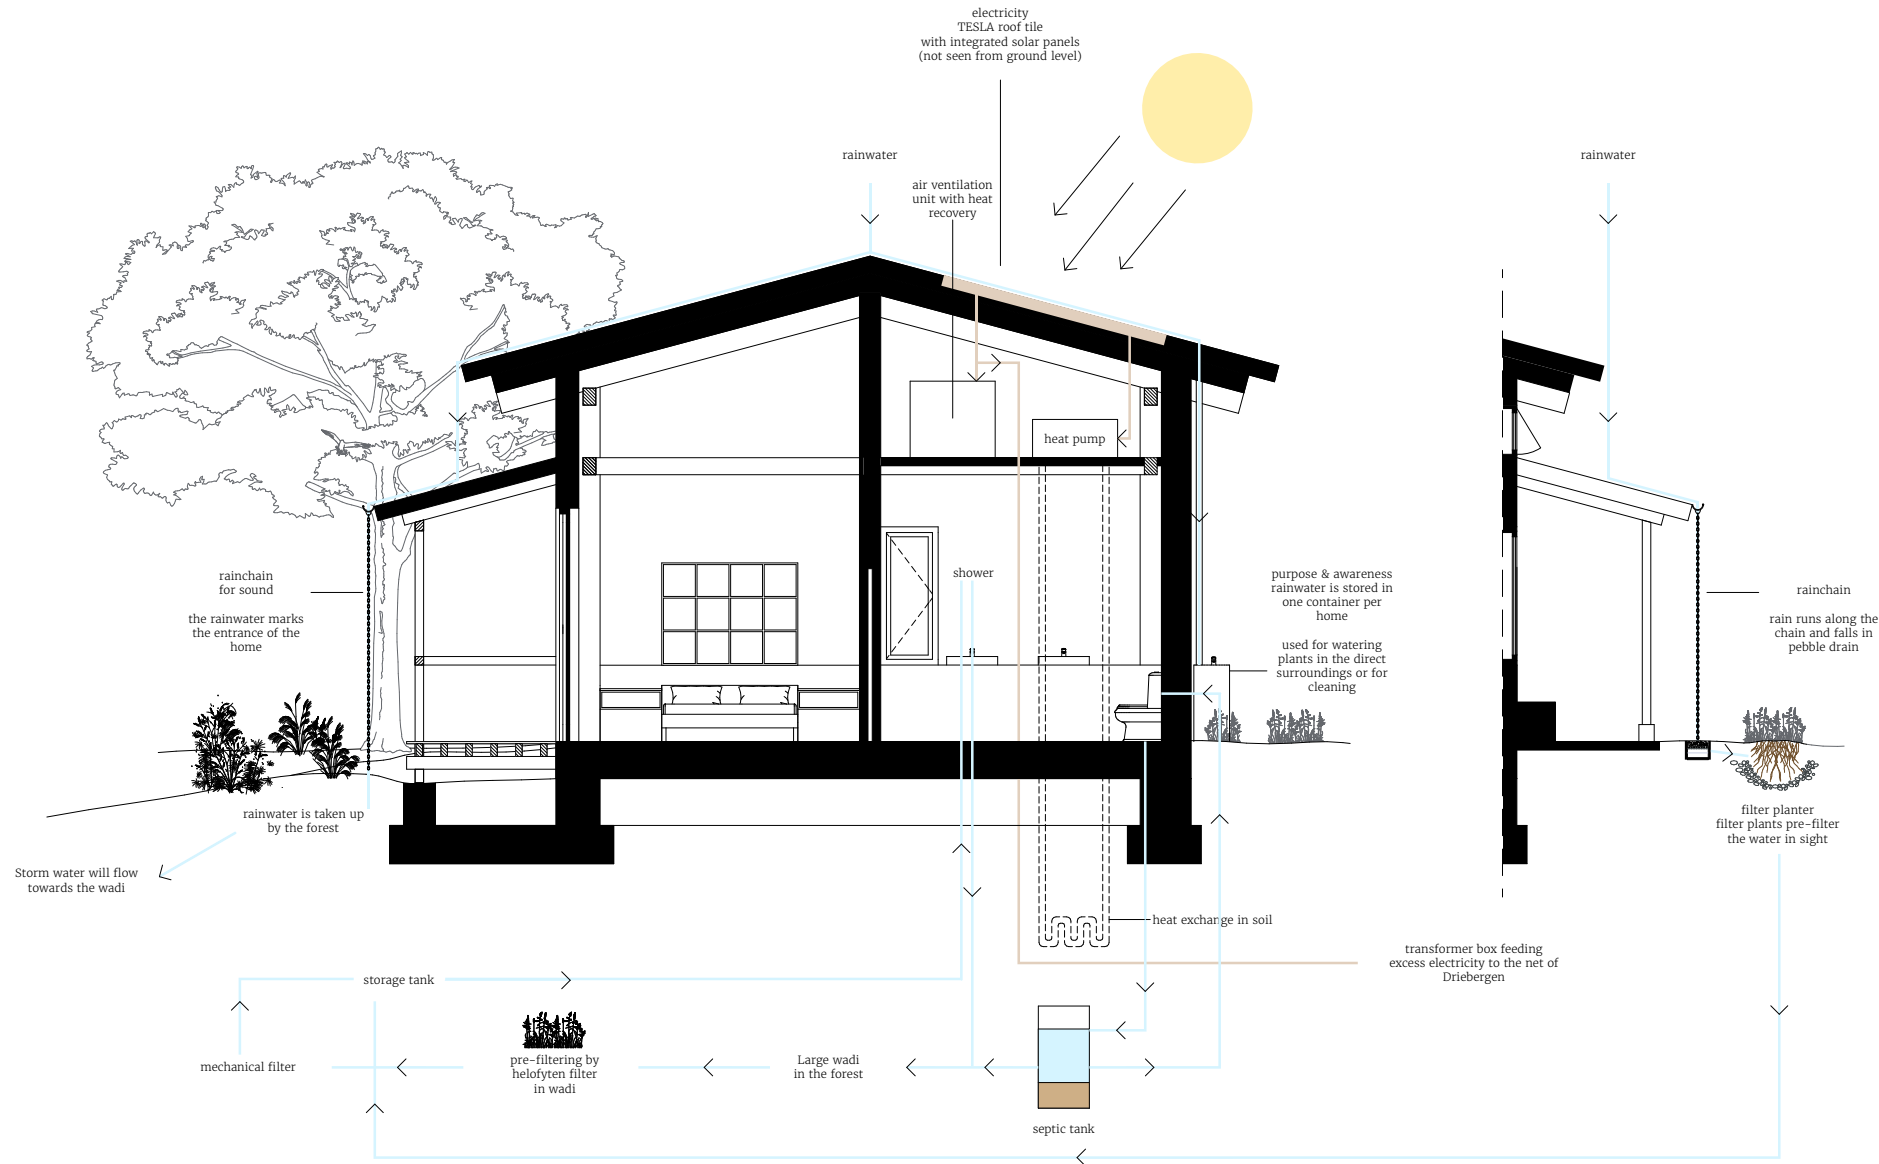 electricity
TESLA roof tile
with integrated solar panels
(not seen from ground level)
rainwater
rainwater
air ventilation
unit with heat
recovery
heat pump
rainchain
for sound
the rainwater marks
the entrance of the
home
shower
purpose & awareness
rainwater is stored in
one container per
home
used for watering
plants in the direct
surroundings or for
cleaning
rainchain
rain runs along the
chain and falls in
pebble drain
rainwater is taken up
by the forest
filter planter
filter plants pre-filter
the water in sight
Storm water will flow
towards the wadi
heat exchange in soil
transformer box feeding
excess electricity to the net of
Driebergen
storage tank
mechanical filter
pre-filtering by
helofyten filter
in wadi
Large wadi
in the forest
septic tank